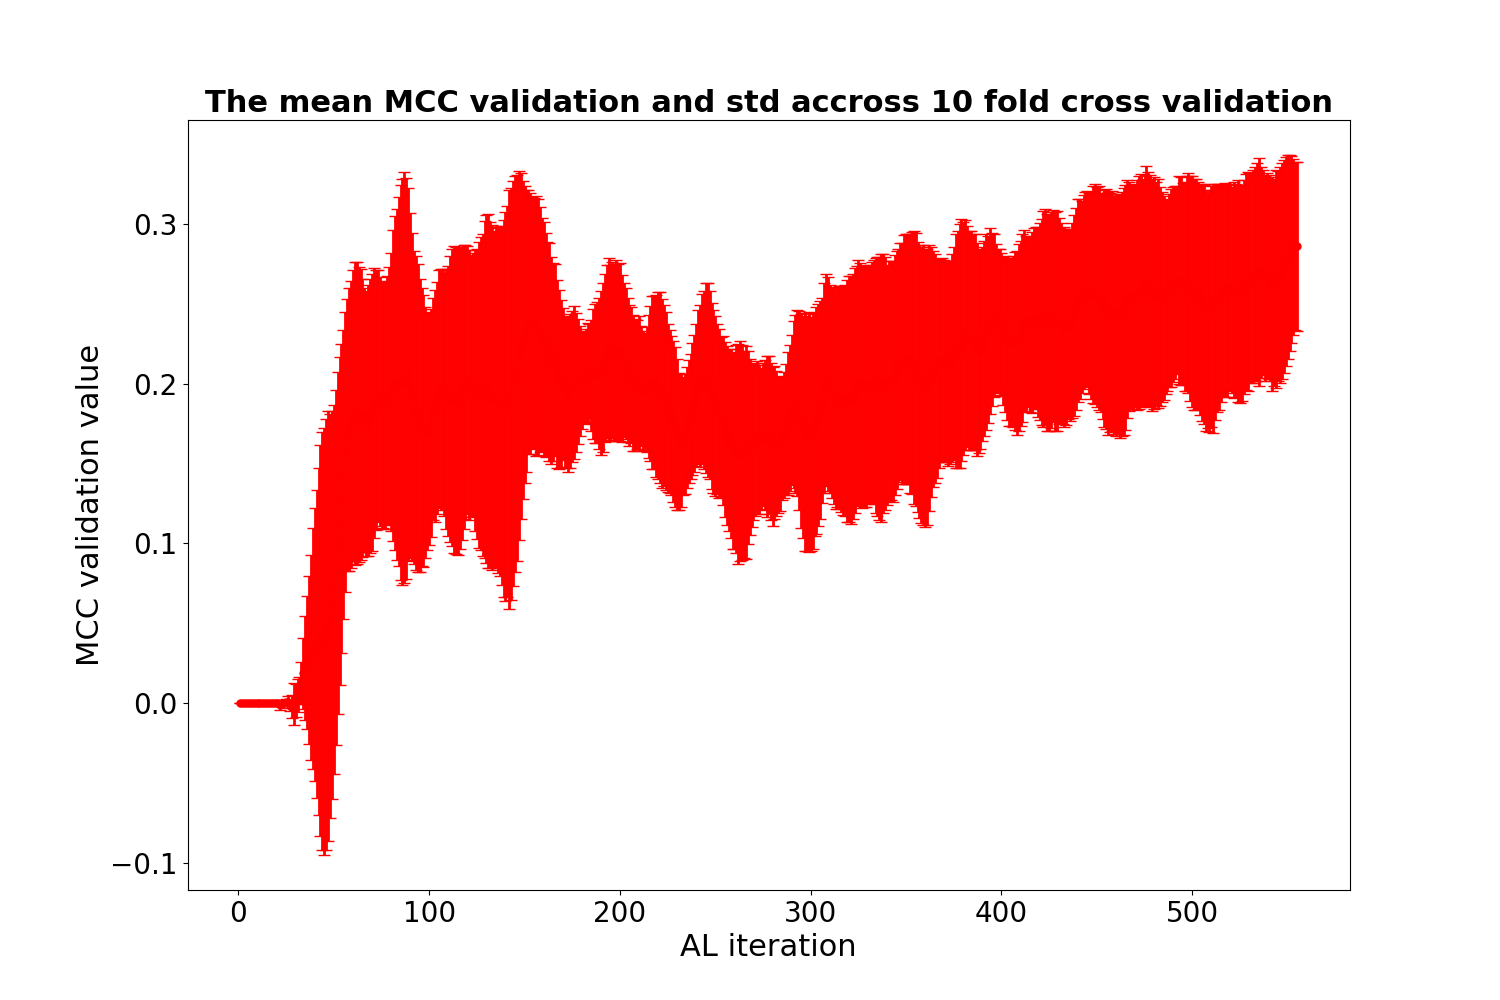 The mean MCC validation and std accross 10 fold cross validation
0.3
0.2
0.1
0.0
−0.1
MCC validation value
0 100 200 300 400 500
AL iteration